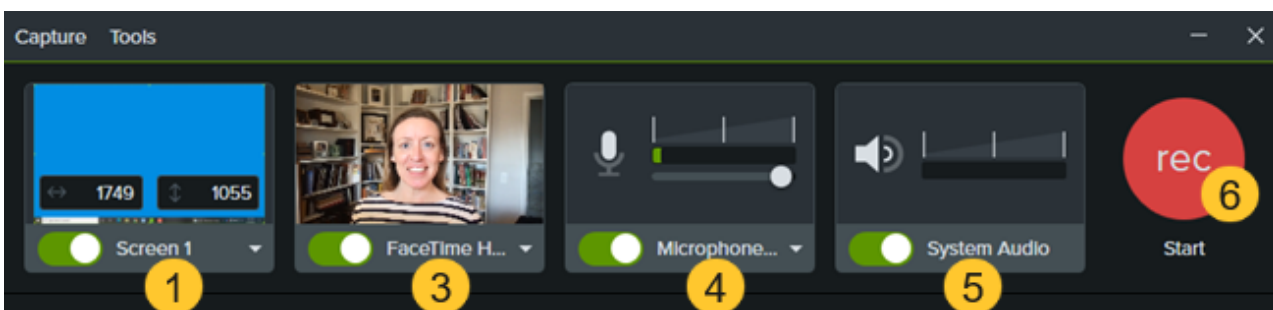 Capture Tools
1749 1055
rec
6
Screen 1 FaceTime H... Microphone... System Audio Start
1 3 4 5